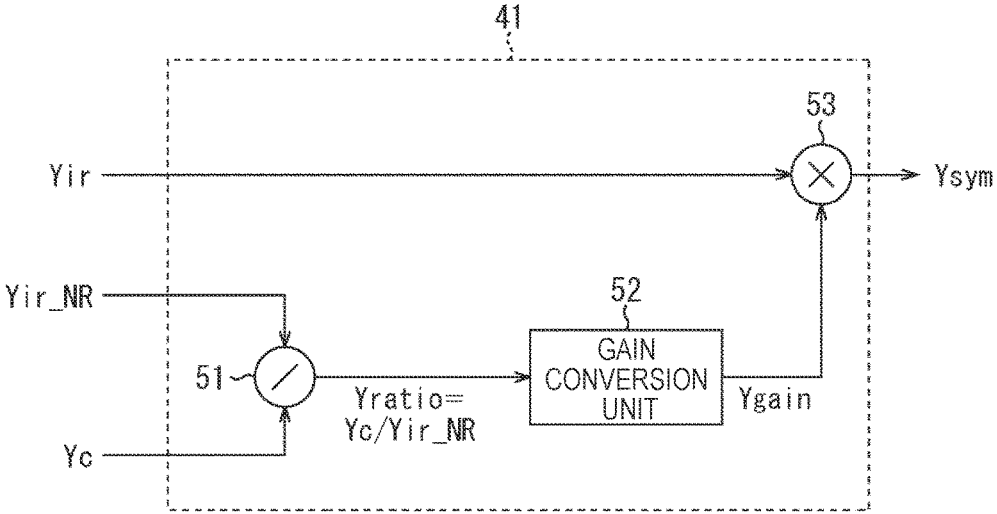 41
53
Yir
Ysym
Yir_NR
52
51
GAIN
CONVERSION
UNIT
Yratio=
Yc/Yir_NR
Ygain
Yc